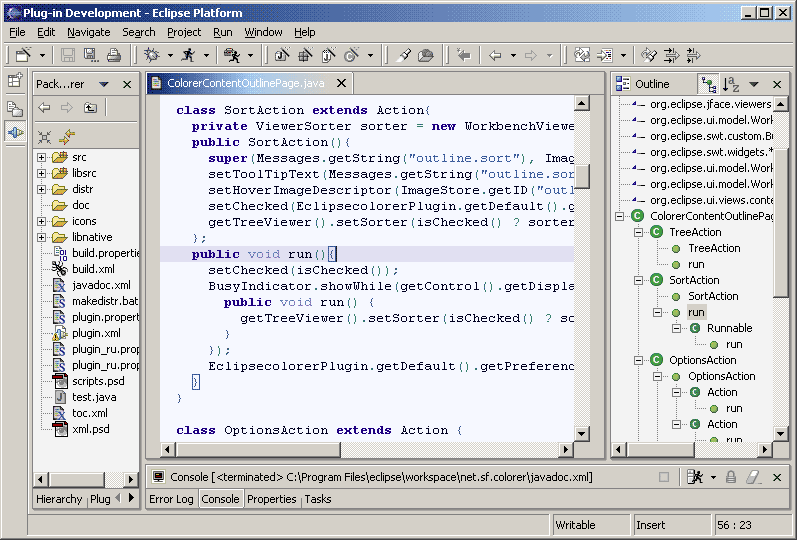 Plug-in Development - Eclipse Platform
File Edit Navigate Search Project Run Window Help
Pack...rer
src
libsrc
distr
doc
icons
libnative
build.propertie
build.xml
javadoc.xml
makedistr.bat
plugin.propert
plugin.xml
plugin_ru.prop
plugin_ru.prop
scripts.psd
test.java
toc.xml
xml.psd
Hierarchy Plug
ColorerContentOutlinePage.java
class SortAction extends Action{
private ViewerSorter sorter = new WorkbenchViewe
public SortAction(){
super(Messages.getString("outline.sort"), Imag
setToolTipText(Messages.getString("outline.sor
setHoverImageDescriptor(ImageStore.getID("outl
setChecked(EclipsecolorerPlugin.getDefault().g
getTreeViewer().setSorter(isChecked() ? sorter
};
public void run(){
setChecked(isChecked());
BusyIndicator.showWhile(getControl().getDispla
public void run() {
getTreeViewer().setSorter(isChecked() ? so
}
});
EclipsecolorerPlugin.getDefault().getPreferenc
}
}
class OptionsAction extends Action {
Outline
org.eclipse.jface.viewers
org.eclipse.ui.model.Work
org.eclipse.swt.custom.Bu
org.eclipse.swt.widgets.*
org.eclipse.ui.model.Work
org.eclipse.ui.model.Work
org.eclipse.ui.views.conte
ColorerContentOutlinePag
TreeAction
TreeAction
run
SortAction
SortAction
run
Runnable
run
OptionsAction
OptionsAction
Action
run
Action
run
Console [<terminated> C:\Program Files\eclipse\workspace\net.sf.colorer\javadoc.xml]
Error Log Console Properties Tasks
Writable Insert 56 : 23